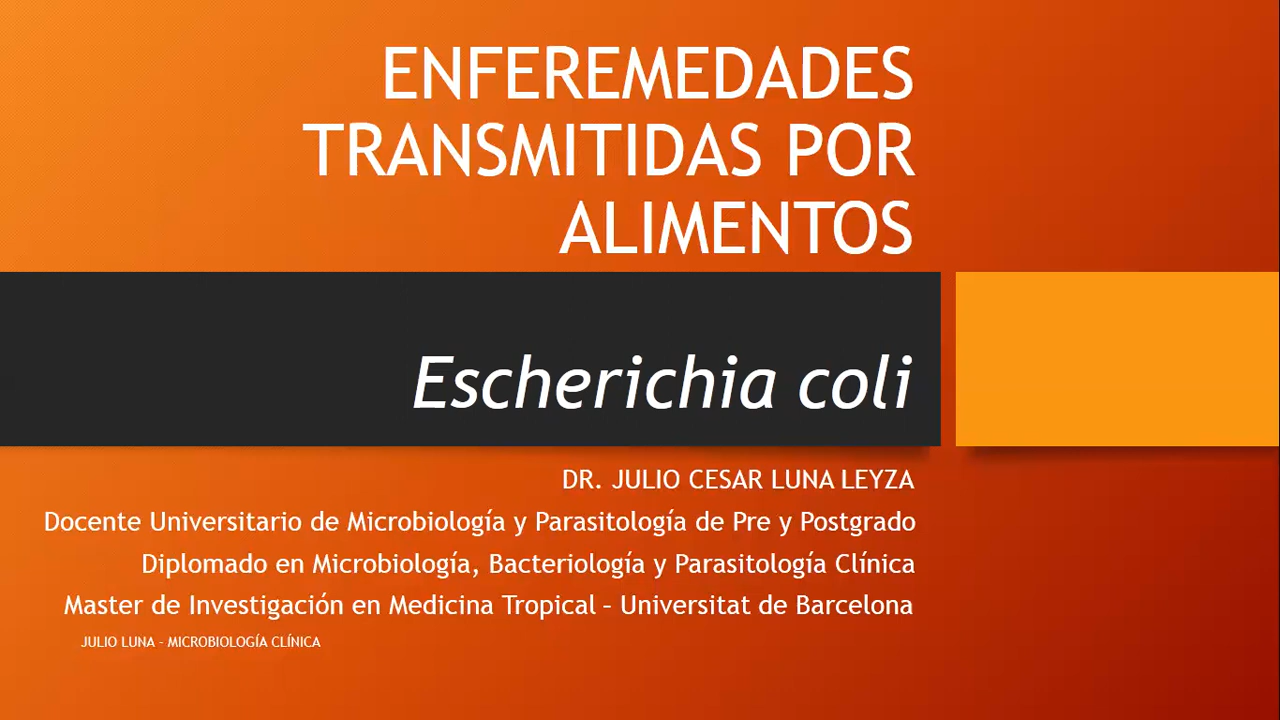 ENFEREMEDADES
TRANSMITIDAS POR
ALIMENTOS
Escherichia coli
DR. JULIO CESAR LUNA LEYZA
Docente Universitario de Microbiología y Parasitología de Pre y Postgrado
Diplomado en Microbiología, Bacteriología y Parasitología Clínica
Master de Investigación en Medicina Tropical – Universitat de Barcelona
JULIO LUNA - MICROBIOLOGÍA CLÍNICA